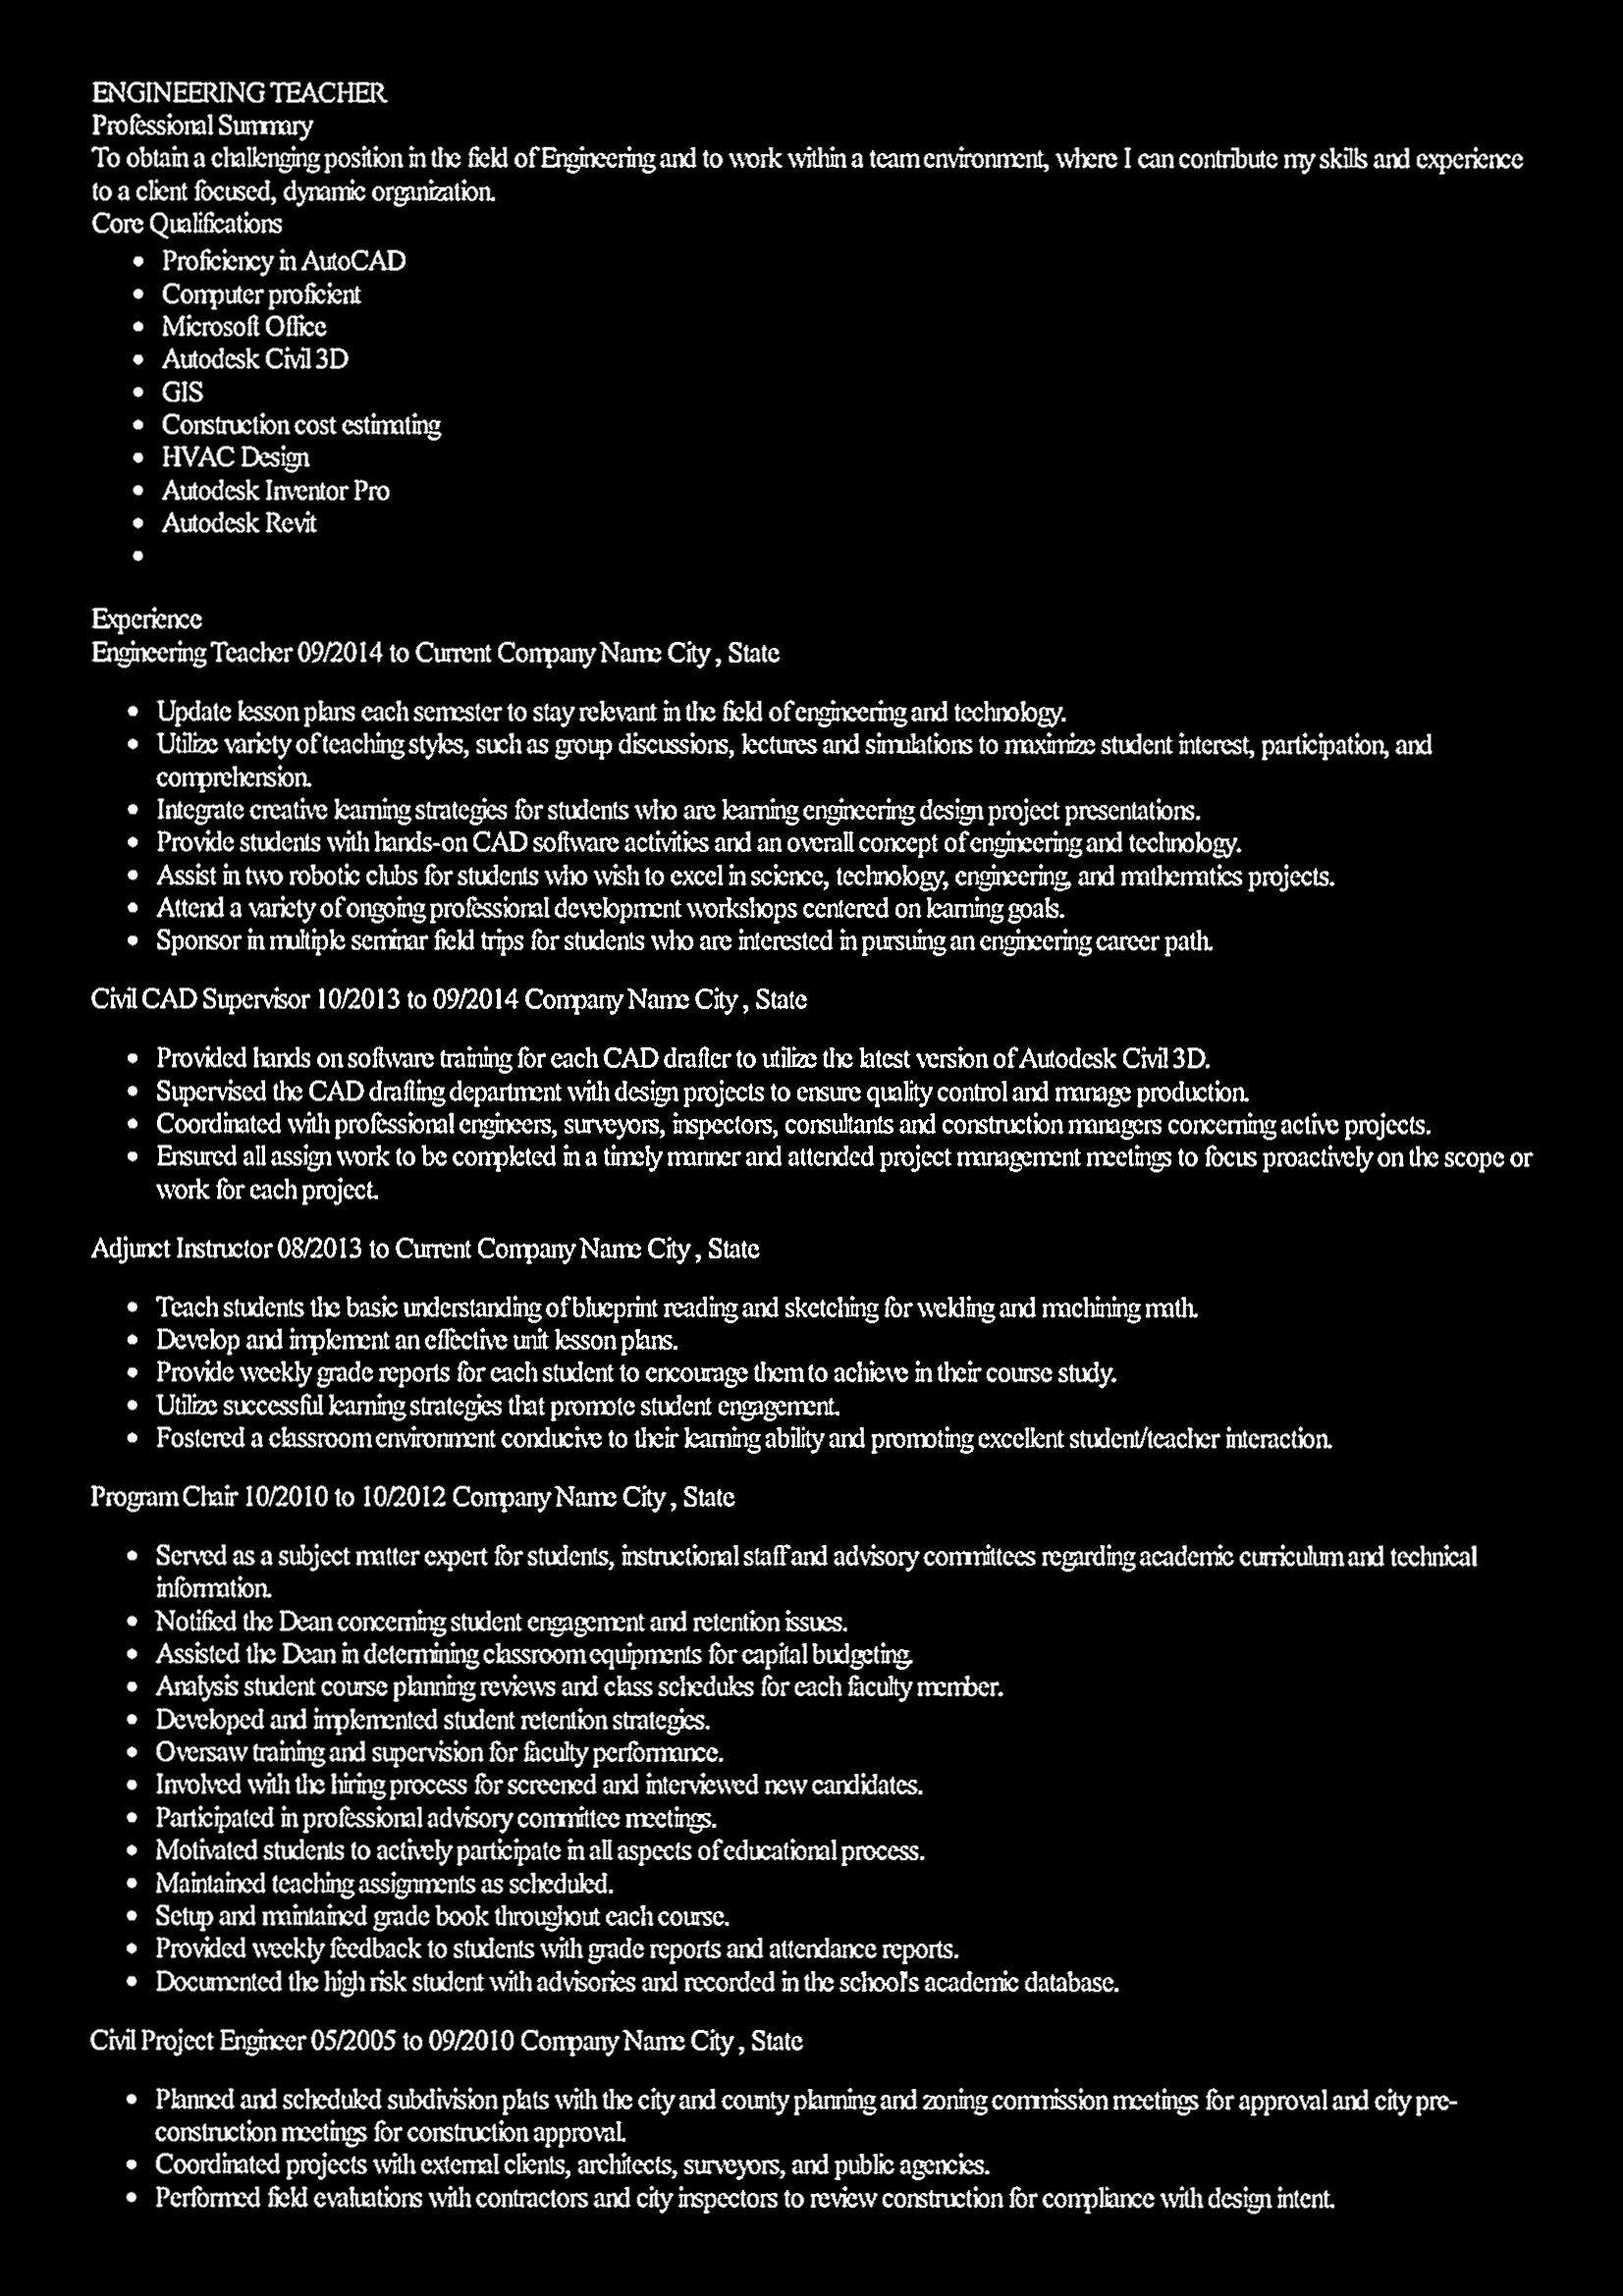 ENGINEERING TEACHER
Professional Summary
To obtain a challenging position in the field of Engineering and to work within a team environment, where I can contribute my skills and experience
to a client focused, dynamic organization.
Core Qualifications
• Proficiency in AutoCAD
• Computer proficient
• Microsoft Office
• Autodesk Civil 3D
• GIS
• Construction cost estimating
• HVAC Design
• Autodesk Inventor Pro
• Autodesk Revit
•
Experience
Engineering Teacher 09/2014 to Current Company Name City , State
• Update lesson plans each semester to stay relevant in the field of engineering and technology.
• Utilize variety of teaching styles, such as group discussions, lectures and simulations to maximize student interest, participation, and
comprehension.
• Integrate creative learning strategies for students who are learning engineering design project presentations.
• Provide students with hands-on CAD software activities and an overall concept of engineering and technology.
• Assist in two robotic clubs for students who wish to excel in science, technology, engineering, and mathematics projects.
• Attend a variety of ongoing professional development workshops centered on learning goals.
• Sponsor in multiple seminar field trips for students who are interested in pursuing an engineering career path.
Civil CAD Supervisor 10/2013 to 09/2014 Company Name City , State
• Provided hands on software training for each CAD drafter to utilize the latest version of Autodesk Civil 3D.
• Supervised the CAD drafting department with design projects to ensure quality control and manage production.
• Coordinated with professional engineers, surveyors, inspectors, consultants and construction managers concerning active projects.
• Ensured all assign work to be completed in a timely manner and attended project management meetings to focus proactively on the scope or
work for each project.
Adjunct Instructor 08/2013 to Current Company Name City , State
• Teach students the basic understanding of blueprint reading and sketching for welding and machining math.
• Develop and implement an effective unit lesson plans.
• Provide weekly grade reports for each student to encourage them to achieve in their course study.
• Utilize successful learning strategies that promote student engagement.
• Fostered a classroom environment conducive to their learning ability and promoting excellent student/teacher interaction.
Program Chair 10/2010 to 10/2012 Company Name City , State
• Served as a subject matter expert for students, instructional staff and advisory committees regarding academic curriculum and technical
information.
• Notified the Dean concerning student engagement and retention issues.
• Assisted the Dean in determining classroom equipments for capital budgeting.
• Analysis student course planning reviews and class schedules for each faculty member.
• Developed and implemented student retention strategies.
• Oversaw training and supervision for faculty performance.
• Involved with the hiring process for screened and interviewed new candidates.
• Participated in professional advisory committee meetings.
• Motivated students to actively participate in all aspects of educational process.
• Maintained teaching assignments as scheduled.
• Setup and maintained grade book throughout each course.
• Provided weekly feedback to students with grade reports and attendance reports.
• Documented the high risk student with advisories and recorded in the school's academic database.
Civil Project Engineer 05/2005 to 09/2010 Company Name City , State
• Planned and scheduled subdivision plats with the city and county planning and zoning commission meetings for approval and city pre-
construction meetings for construction approval.
• Coordinated projects with external clients, architects, surveyors, and public agencies.
• Performed field evaluations with contractors and city inspectors to review construction for compliance with design intent.